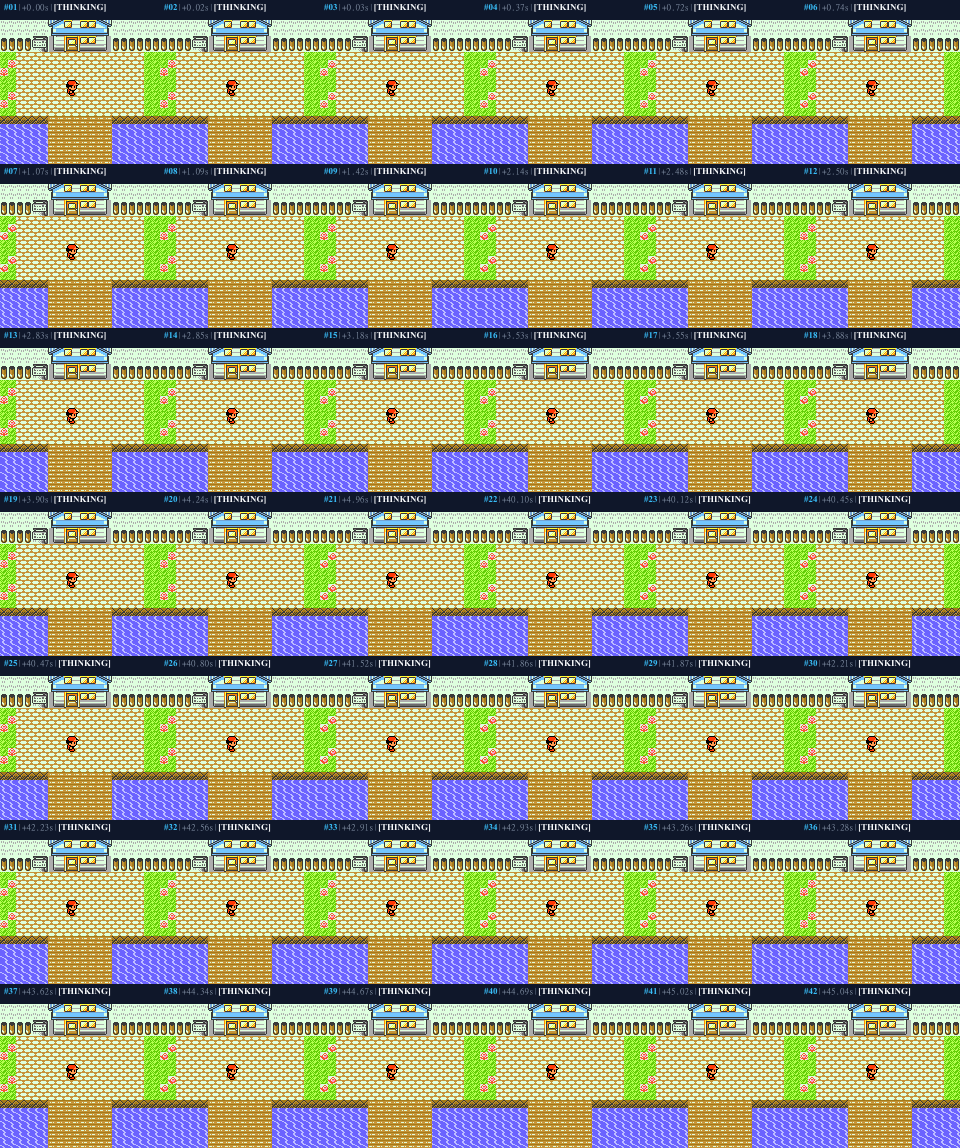 #01 | +0.00s | [THINKING] #02 | +0.02s | [THINKING] #03 | +0.03s | [THINKING] #04 | +0.37s | [THINKING] #05 | +0.72s | [THINKING] #06 | +0.74s | [THINKING]
#07 | +1.07s | [THINKING] #08 | +1.09s | [THINKING] #09 | +1.42s | [THINKING] #10 | +2.14s | [THINKING] #11 | +2.48s | [THINKING] #12 | +2.50s | [THINKING]
#13 | +2.83s | [THINKING] #14 | +2.85s | [THINKING] #15 | +3.18s | [THINKING] #16 | +3.53s | [THINKING] #17 | +3.55s | [THINKING] #18 | +3.88s | [THINKING]
#19 | +3.90s | [THINKING] #20 | +4.24s | [THINKING] #21 | +4.96s | [THINKING] #22 | +40.10s | [THINKING] #23 | +40.12s | [THINKING] #24 | +40.45s | [THINKING]
#25 | +40.47s | [THINKING] #26 | +40.80s | [THINKING] #27 | +41.52s | [THINKING] #28 | +41.86s | [THINKING] #29 | +41.87s | [THINKING] #30 | +42.21s | [THINKING]
#31 | +42.23s | [THINKING] #32 | +42.56s | [THINKING] #33 | +42.91s | [THINKING] #34 | +42.93s | [THINKING] #35 | +43.26s | [THINKING] #36 | +43.28s | [THINKING]
#37 | +43.62s | [THINKING] #38 | +44.34s | [THINKING] #39 | +44.67s | [THINKING] #40 | +44.69s | [THINKING] #41 | +45.02s | [THINKING] #42 | +45.04s | [THINKING]